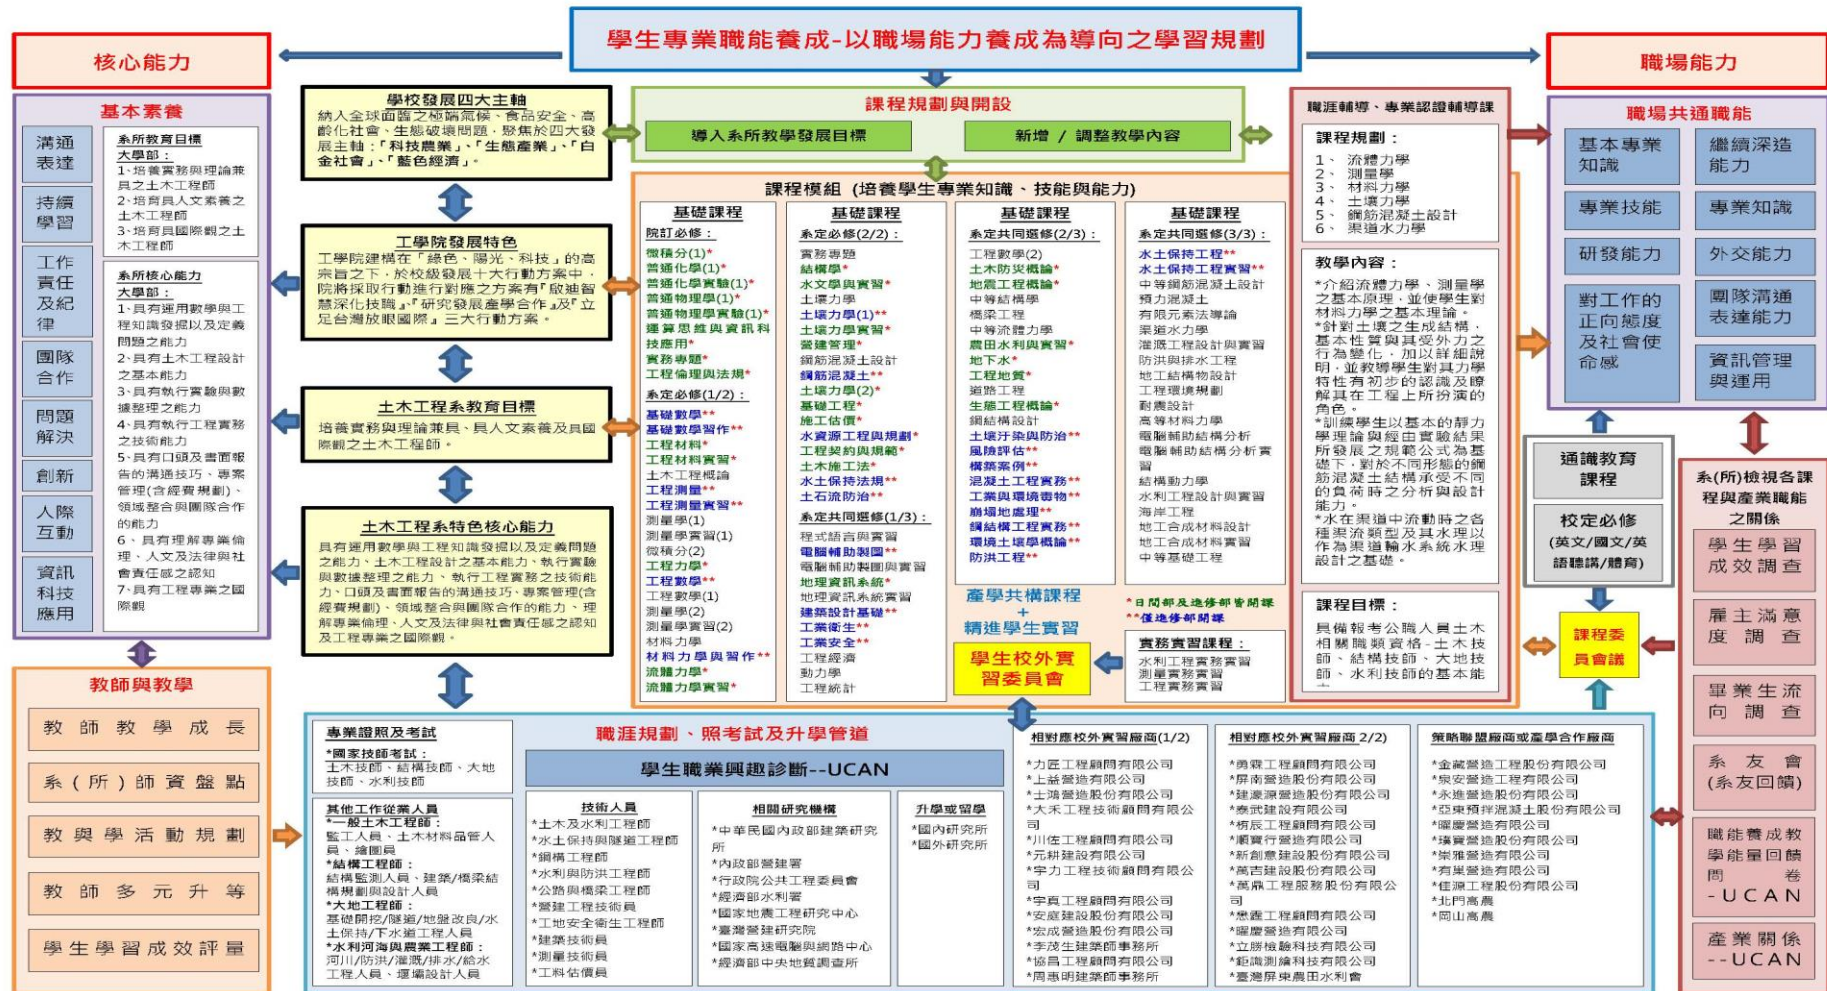 學生專業職能養成-以職場能力養成為導向之學習規劃
核心能力
基本素養
溝通
表達
持續
學習
工作
責任
及紀
律
團隊
合作
問題
解決
創新
人際
互動
資訊
科技
應用
系所教育目標
大學部：
1、培養實務與理論兼
具之土木工程師
2、培育具人文素養之
土木工程師
3、培育具國際觀之土
木工程師
系所核心能力
大學部：
1、具有運用數學與工
程知識發掘以及定義
問題之能力
2、具有土木工程設計
之基本能力
3、具有執行實驗與數
據整理之能力
4、具有執行工程實務
之技術能力
5、具有口頭及書面報
告的溝通技巧、專案
管理(含經費規劃)、
領域整合與團隊合作
的能力
6、具有理解專業倫
理、人文及法律與社
會責任感之認知
7、具有工程專業之國
際觀
教師與教學
教師教學成長
系(所)師資盤點
教與學活動規劃
教師多元升等
學生學習成效評量
學校發展四大主軸
納入全球面臨之極端氣候、食品安全、高
齡化社會、生態破壞問題，聚焦於四大發
展主軸：「科技農業」、「生態產業」、「白
金社會」、「藍色經濟」。
工學院發展特色
工學院建構在「綠色、陽光、科技」的高
宗旨之下，於校級發展十大行動方案中，
院將採取行動進行對應之方案有『啟迪智
慧深化技職』、『研究發展產學合作』及『立
足台灣放眼國際』三大行動方案。
土木工程系教育目標
培養實務與理論兼具、具人文素養及具國
際觀之土木工程師。
土木工程系特色核心能力
具有運用數學與工程知識發掘以及定義問題
之能力、土木工程設計之基本能力、執行實驗
與數據整理之能力、執行工程實務之技術能
力、口頭及書面報告的溝通技巧、專案管理(含
經費規劃)、領域整合與團隊合作的能力、理
解專業倫理、人文及法律與社會責任感之認知
及工程專業之國際觀。
課程規劃與開設
導入系所教學發展目標
新增 / 調整教學內容
課程模組 (培養學生專業知識、技能與能力)
基礎課程
院訂必修：
微積分(1)*
普通化學(1)*
普通化學實驗(1)*
普通物理學(1)*
普通物理學實驗(1)*
運算思維與資訊科
技應用*
實務專題*
工程倫理與法規*
系定必修(1/2)：
基礎數學**
基礎數學習作**
工程材料*
工程材料實習*
土木工程概論
工程測量**
工程測量實習**
測量學(1)
測量學實習(1)
微積分(2)
工程力學*
工程數學**
工程數學(1)
測量學(2)
測量學實習(2)
材料力學
材料力學與習作**
流體力學*
流體力學實習*
基礎課程
系定必修(2/2)：
實務專題
結構學*
水文學與實習*
土壤力學
土壤力學(1)**
土壤力學實習*
營建管理*
鋼筋混凝土設計
鋼筋混凝土**
土壤力學(2)*
基礎工程*
施工估價*
水資源工程與規劃*
工程契約與規範*
土木施工法*
水土保持法規**
土石流防治**
系定共同選修(1/3)：
程式語言與實習
電腦輔助製圖**
電腦輔助製圖與實習
地理資訊系統*
地理資訊系統實習
建築設計基礎**
工業衛生**
工業安全**
工程經濟
動力學
工程統計
基礎課程
系定共同選修(2/3)：
工程數學(2)
土木防災概論*
地震工程概論*
中等結構學
橋梁工程
中等流體力學
農田水利與實習*
地下水*
工程地質*
道路工程
生態工程概論*
鋼結構設計
土壤汙染與防治**
風險評估**
構築案例**
混凝土工程實務**
工業與環境毒物**
崩塌地處理**
鋼結構工程實務**
環境土壤學概論**
防洪工程**
基礎課程
系定共同選修(3/3)：
水土保持工程**
水土保持工程實習**
中等鋼筋混凝土設計
預力混凝土
有限元素法導論
渠道水力學
灌溉工程設計與實習
防洪與排水工程
地工結構物設計
工程環境規劃
耐震設計
高等材料力學
電腦輔助結構分析
電腦輔助結構分析實
習
結構動力學
水利工程設計與實習
海岸工程
地工合成材料設計
地工合成材料實習
中等基礎工程
*日間部及進修部皆開課
**僅進修部開課
產學共構課程
+
精進學生實習
學生校外實
習委員會
實務實習課程：
水利工程實務實習
測量實務實習
工程實務實習
職涯輔導、專業認證輔導課
課程規劃：
1、 流體力學
2、 測量學
3、 材料力學
4、 土壤力學
5、 鋼筋混凝土設計
6、 渠道水力學
教學內容：
*介紹流體力學、測量學
之基本原理，並使學生對
材料力學之基本理論。
*針對土壤之生成結構，
基本性質與其受外力之
行為變化，加以詳細說
明，並教導學生對其力學
特性有初步的認識及瞭
解其在工程上所扮演的
角色。
*訓練學生以基本的靜力
學理論與經由實驗結果
所發展之規範公式為基
礎下，對於不同形態的鋼
筋混凝土結構承受不同
的負荷時之分析與設計
能力。
*水在渠道中流動時之各
種渠流類型及其水理以
作為渠道輸水系統水理
設計之基礎。
課程目標：
具備報考公職人員土木
相關職類資格-土木技
師、結構技師、大地技
師、水利技師的基本能
職場能力
職場共通職能
基本專業
知識
繼續深造
能力
專業技能
專業知識
研發能力
外交能力
對工作的
正向態度
及社會使
命感
團隊溝通
表達能力
資訊管理
與運用
通識教育
課程
校定必修
(英文/國文/英
語聽講/體育)
課程委
員會議
系(所)檢視各課
程與產業職能
之關係
學生學習
成效調查
雇主滿意
度調查
畢業生流
向調查
系友會
(系友回饋)
職能養成教
學能量回饋
問卷
-UCAN
產業關係
--UCAN
專業證照及考試
*國家技師考試：
土木技師、結構技師、大地
技師、水利技師
其他工作從業人員
*一般土木工程師：
監工人員、土木材料品管人
員、繪圖員
*結構工程師：
結構監測人員、建築/橋梁結
構規劃與設計人員
*大地工程師：
基礎開挖/隧道/地盤改良/水
土保持/下水道工程人員
*水利河海與農業工程師：
河川/防洪/灌溉/排水/給水
工程人員、堰壩設計人員
職涯規劃、照考試及升學管道
學生職業興趣診斷--UCAN
技術人員
*土木及水利工程師
*水土保持與隧道工程師
*鋼構工程師
*水利與防洪工程師
*公路與橋梁工程師
*營建工程技術員
*工地安全衛生工程師
*建築技術員
*測量技術員
*工料估價員
相關研究機構
*中華民國內政部建築研究
所
*內政部營建署
*行政院公共工程委員會
*經濟部水利署
*國家地震工程研究中心
*臺灣營建研究院
*國家高速電腦與網路中心
*經濟部中央地質調查所
升學或留學
*國內研究所
*國外研究所
相對應校外實習廠商(1/2)
*力匠工程顧問有限公司
*上益營造有限公司
*士鴻營造股份有限公司
*大禾工程技術顧問有限公
司
*川佐工程顧問有限公司
*元耕建設有限公司
*宇力工程技術顧問有限公
司
*宇真工程顧問有限公司
*安庭建設股份有限公司
*宏成營造股份有限公司
*李茂生建築師事務所
*協昌工程顧問有限公司
*周惠明建築師事務所
相對應校外實習廠商 2/2)
*勇霖工程顧問有限公司
*屏南營造股份有限公司
*建濠源營造股份有限公司
*泰武建設有限公司
*栫辰工程顧問有限公司
*順寶行營造有限公司
*新創意建設股份有限公司
*萬吉建設股份有限公司
*萬鼎工程服務股份有限公
司
*懋霖工程顧問有限公司
*曜慶營造有限公司
*立勝檢驗科技有限公司
*鉅識測繪科技有限公司
*臺灣屏東農田水利會
策略聯盟廠商或產學合作廠商
*金葳營造工程股份有限公司
*泉安營造工程有限公司
*永進營造股份有限公司
*亞東預拌混凝土股份有限公司
*曜慶營造有限公司
*璞寶營造有限公司
*崇雅營造有限公司
*有巢營造有限公司
*佳源工程股份有限公司
*北門高農
*岡山高農